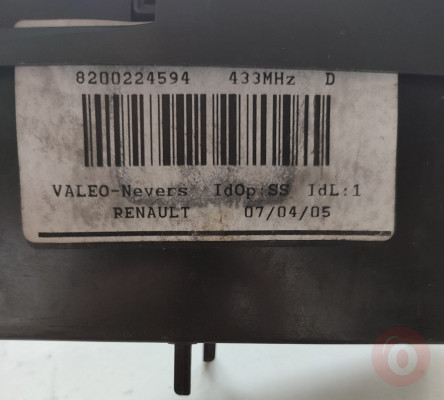 8200224594 433MHz D
VALEO-Nevers IdOp:SS IdL:1
RENAULT 07/04/05